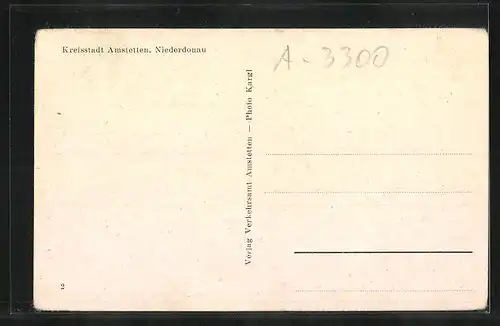 Kreisstadt Amstetten, Niederdonau
A - 3300
Verlag Verkehrsamt Amstetten — Photo Kargl
2